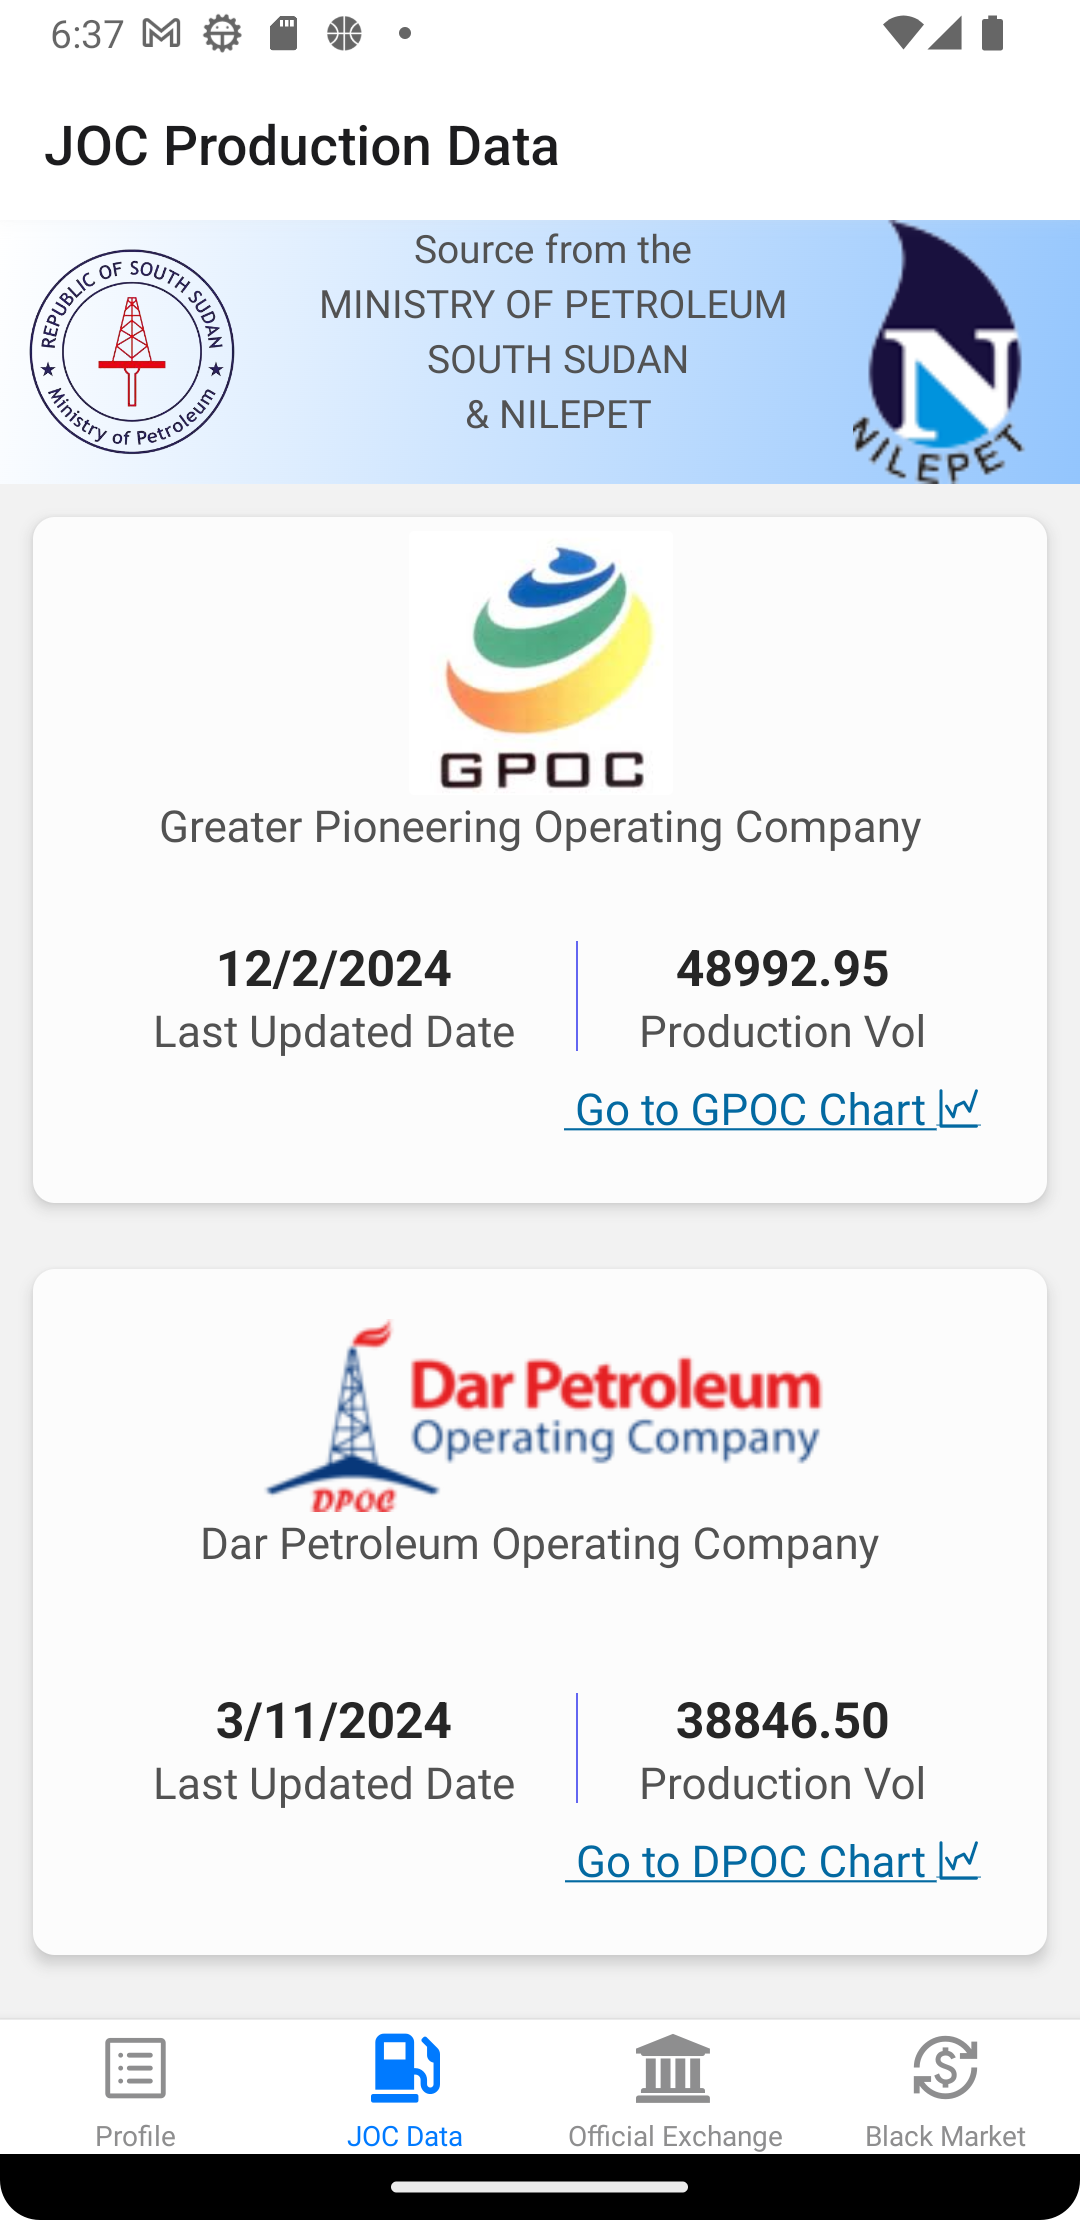 6:37
JOC Production Data
REPUBLIC OF SOUTH SUDAN
Ministry of Petroleum
Source from the
MINISTRY OF PETROLEUM
SOUTH SUDAN
& NILEPET
N
NILEPET
GPOC
Greater Pioneering Operating Company
12/2/2024
Last Updated Date
48992.95
Production Vol
Go to GPOC Chart
Dar Petroleum
Operating Company
DPOC
Dar Petroleum Operating Company
3/11/2024
Last Updated Date
38846.50
Production Vol
Go to DPOC Chart
Profile
JOC Data
Official Exchange
Black Market